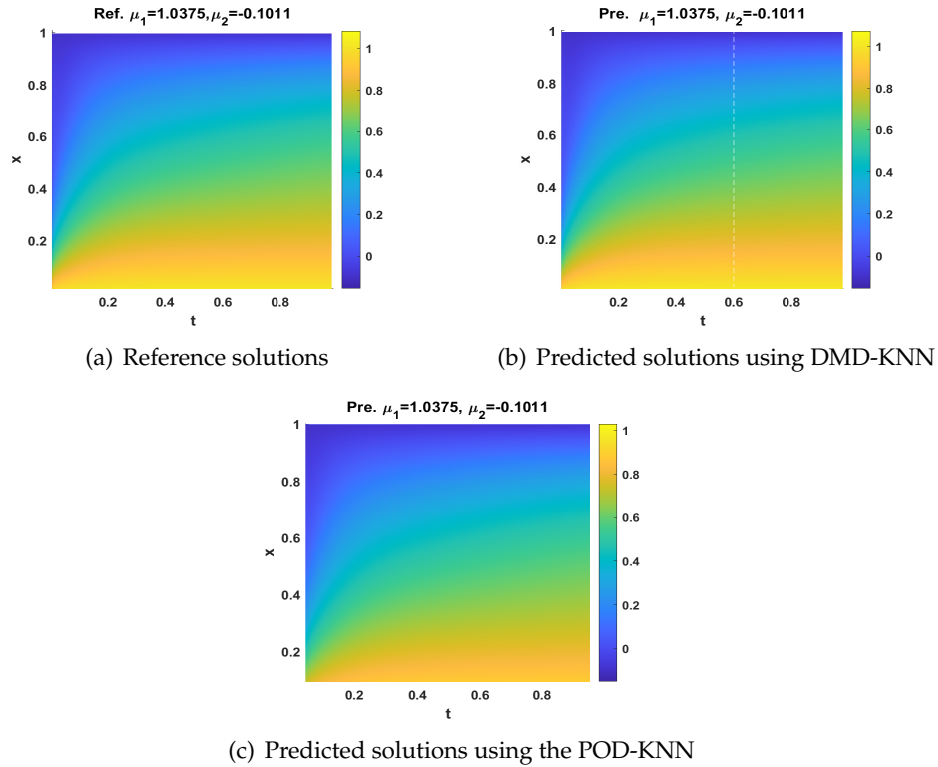 Ref. μ1=1.0375,μ2=-0.1011
1
0.8
0.6
0.4
0.2
x
0.2 0.4 0.6 0.8
t
1
0.8
0.6
0.4
0.2
0
(a) Reference solutions
Pre. μ1=1.0375, μ2=-0.1011
1
0.8
0.6
0.4
0.2
x
0.2 0.4 0.6 0.8
t
1
0.8
0.6
0.4
0.2
0
(b) Predicted solutions using DMD-KNN
Pre. μ1=1.0375, μ2=-0.1011
1
0.8
0.6
0.4
0.2
x
0.2 0.4 0.6 0.8
t
1
0.8
0.6
0.4
0.2
0
(c) Predicted solutions using the POD-KNN